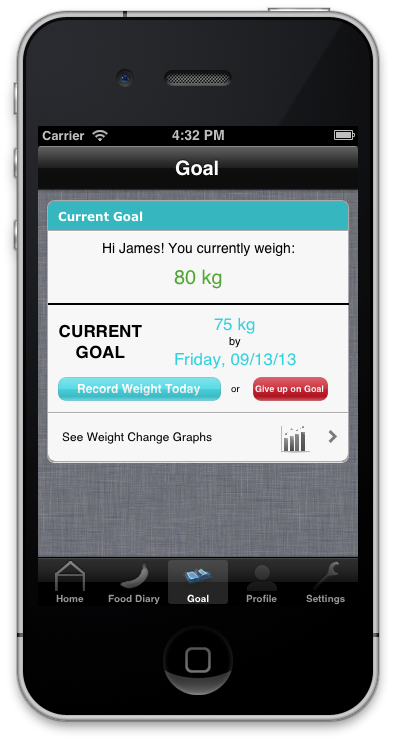 Carrier 4:32 PM
Goal
Current Goal
Hi James! You currently weigh:
80 kg
CURRENT
GOAL
75 kg
by
Friday, 09/13/13
Record Weight Today or Give up on Goal
See Weight Change Graphs
Home Food Diary Goal Profile Settings